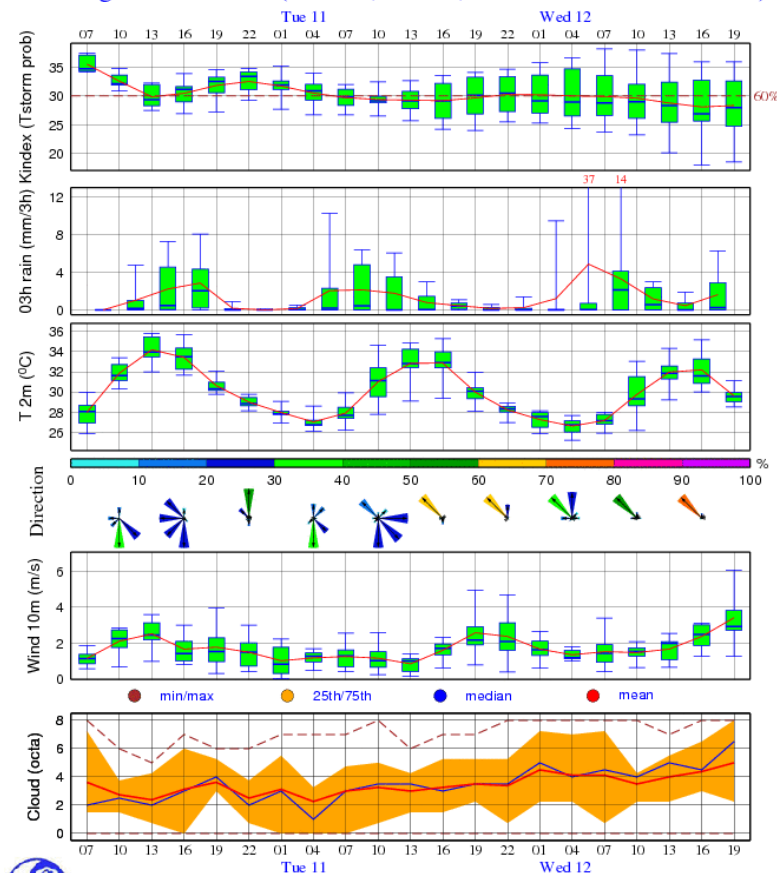 Tue 11 Wed 12
07 10 13 16 19 22 01 04 07 10 13 16 19 22 01 04 07 10 13 16 19
Kindex (Tstorm prob)
35
30
25
20
60%
03h rain (mm/3h)
12
8
4
0
37 14
T 2m (⁰C)
36
34
32
30
28
26
0 10 20 30 40 50 60 70 80 90 100
%
Direction
Wind 10m (m/s)
6
4
2
0
min/max 25th/75th median mean
Cloud (octa)
8
6
4
2
0
07 10 13 16 19 22 01 04 07 10 13 16 19 22 01 04 07 10 13 16 19
Tue 11 Wed 12